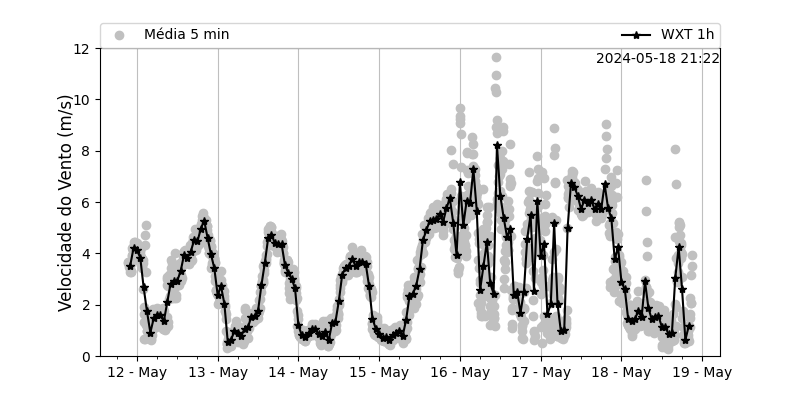 Média 5 min
WXT 1h
2024-05-18 21:22
Velocidade do Vento (m/s)
12
10
8
6
4
2
0
12 - May
13 - May
14 - May
15 - May
16 - May
17 - May
18 - May
19 - May